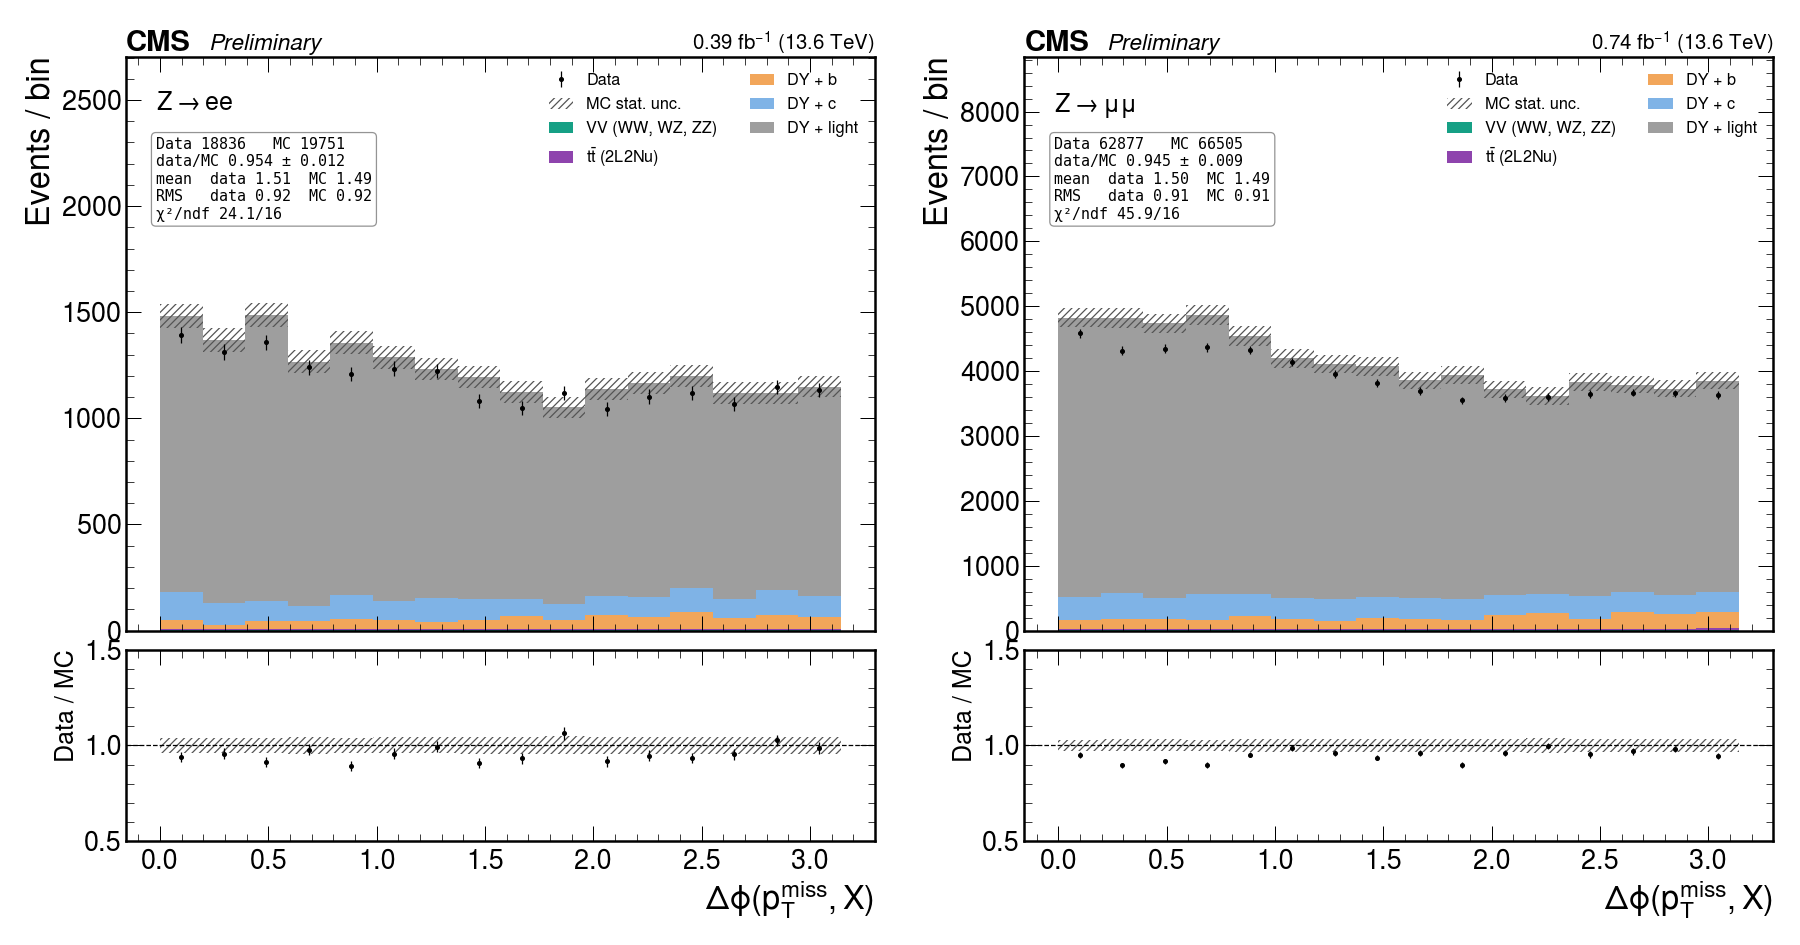 CMS Preliminary 0.39 fb⁻¹ (13.6 TeV)
Events / bin
Z → ee
Data 18836 MC 19751
data/MC 0.954 ± 0.012
mean data 1.51 MC 1.49
RMS data 0.92 MC 0.92
χ²/ndf 24.1/16
Data
MC stat. unc.
VV (WW, WZ, ZZ)
tt̄ (2L2Nu)
DY + b
DY + c
DY + light
2500
2000
1500
1000
500
0
Data / MC
1.5
1.0
0.5
0.0 0.5 1.0 1.5 2.0 2.5 3.0
Δϕ(p_T^miss, X)
CMS Preliminary 0.74 fb⁻¹ (13.6 TeV)
Events / bin
Z → μμ
Data 62877 MC 66505
data/MC 0.945 ± 0.009
mean data 1.50 MC 1.49
RMS data 0.91 MC 0.91
χ²/ndf 45.9/16
Data
MC stat. unc.
VV (WW, WZ, ZZ)
tt̄ (2L2Nu)
DY + b
DY + c
DY + light
8000
7000
6000
5000
4000
3000
2000
1000
0
Data / MC
1.5
1.0
0.5
0.0 0.5 1.0 1.5 2.0 2.5 3.0
Δϕ(p_T^miss, X)